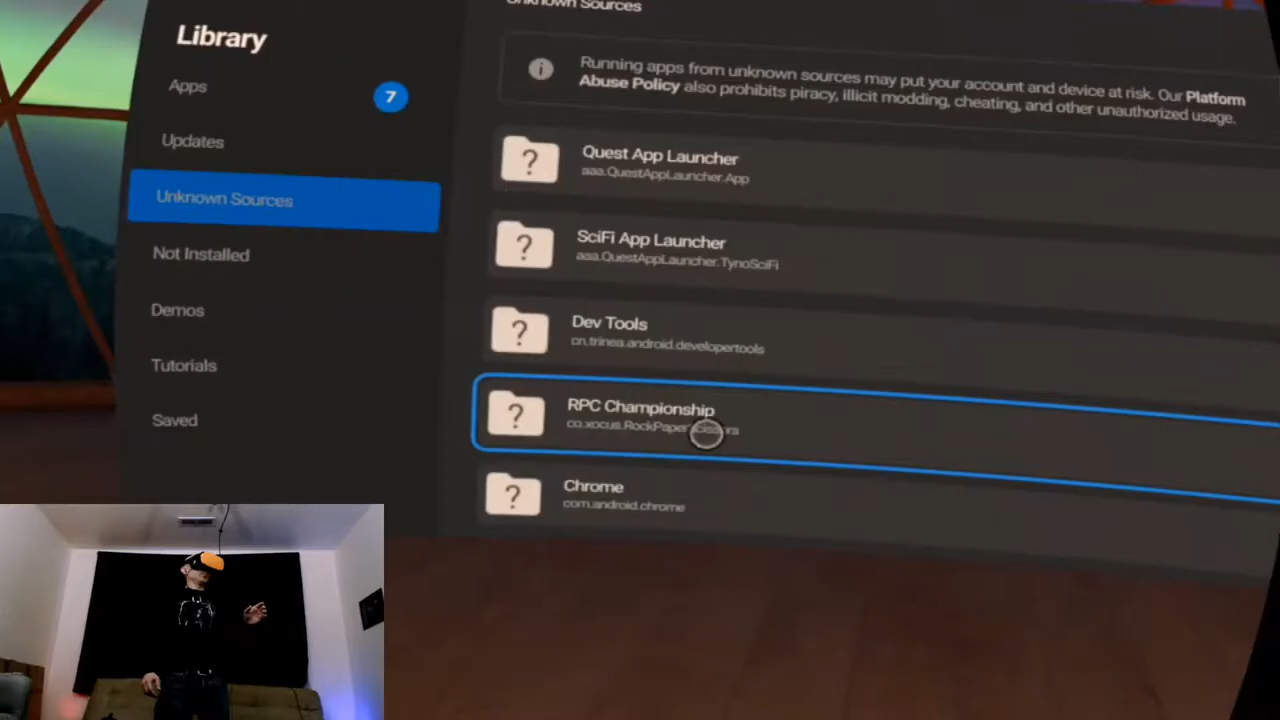 Unknown Sources
Library
Apps
7
Updates
Unknown Sources
Not Installed
Demos
Tutorials
Saved
Running apps from unknown sources may put your account and device at risk. Our Platform
Abuse Policy also prohibits piracy, illicit modding, cheating, and other unauthorized usage.
Quest App Launcher
aaa.QuestAppLauncher.App
SciFi App Launcher
aaa.QuestAppLauncher.TynoSciFi
Dev Tools
cn.trinea.android.developertools
RPC Championship
co.xocus.RockPaperScissors
Chrome
com.android.chrome